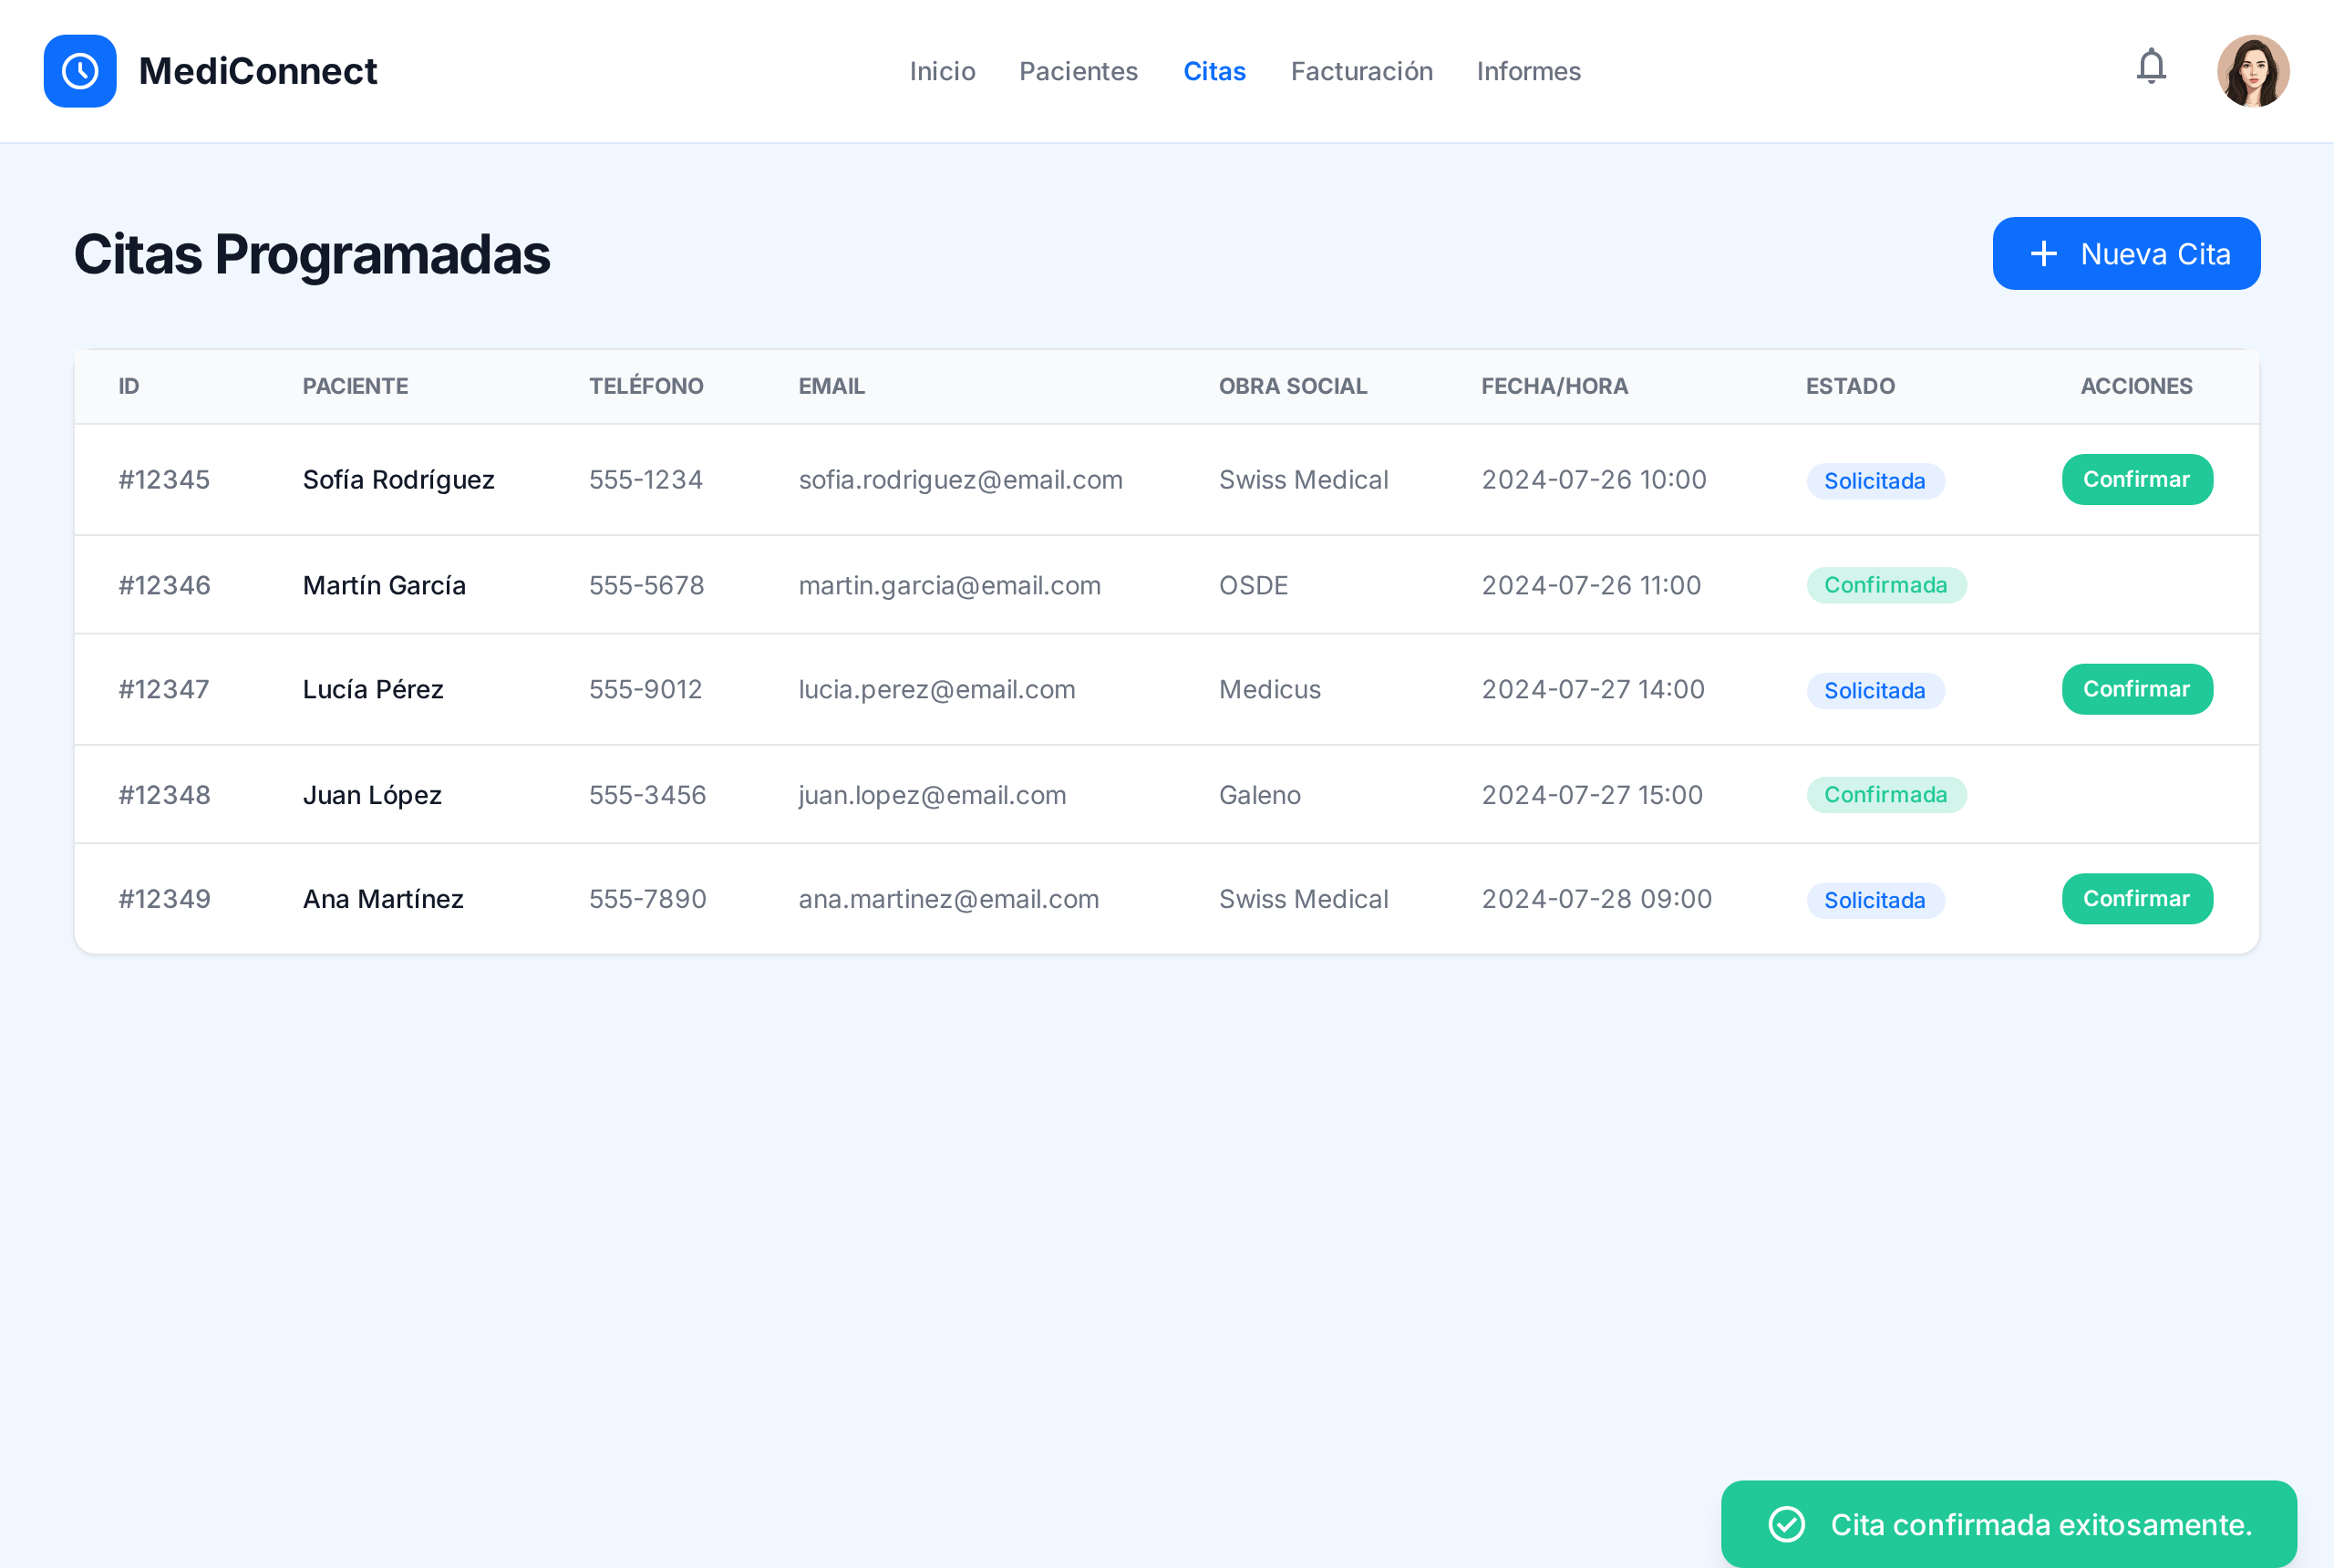 MediConnect
Inicio Pacientes Citas Facturación Informes
Citas Programadas
Nueva Cita
ID PACIENTE TELÉFONO EMAIL OBRA SOCIAL FECHA/HORA ESTADO ACCIONES
#12345 Sofía Rodríguez 555-1234 sofia.rodriguez@email.com Swiss Medical 2024-07-26 10:00 Solicitada Confirmar
#12346 Martín García 555-5678 martin.garcia@email.com OSDE 2024-07-26 11:00 Confirmada
#12347 Lucía Pérez 555-9012 lucia.perez@email.com Medicus 2024-07-27 14:00 Solicitada Confirmar
#12348 Juan López 555-3456 juan.lopez@email.com Galeno 2024-07-27 15:00 Confirmada
#12349 Ana Martínez 555-7890 ana.martinez@email.com Swiss Medical 2024-07-28 09:00 Solicitada Confirmar
Cita confirmada exitosamente.